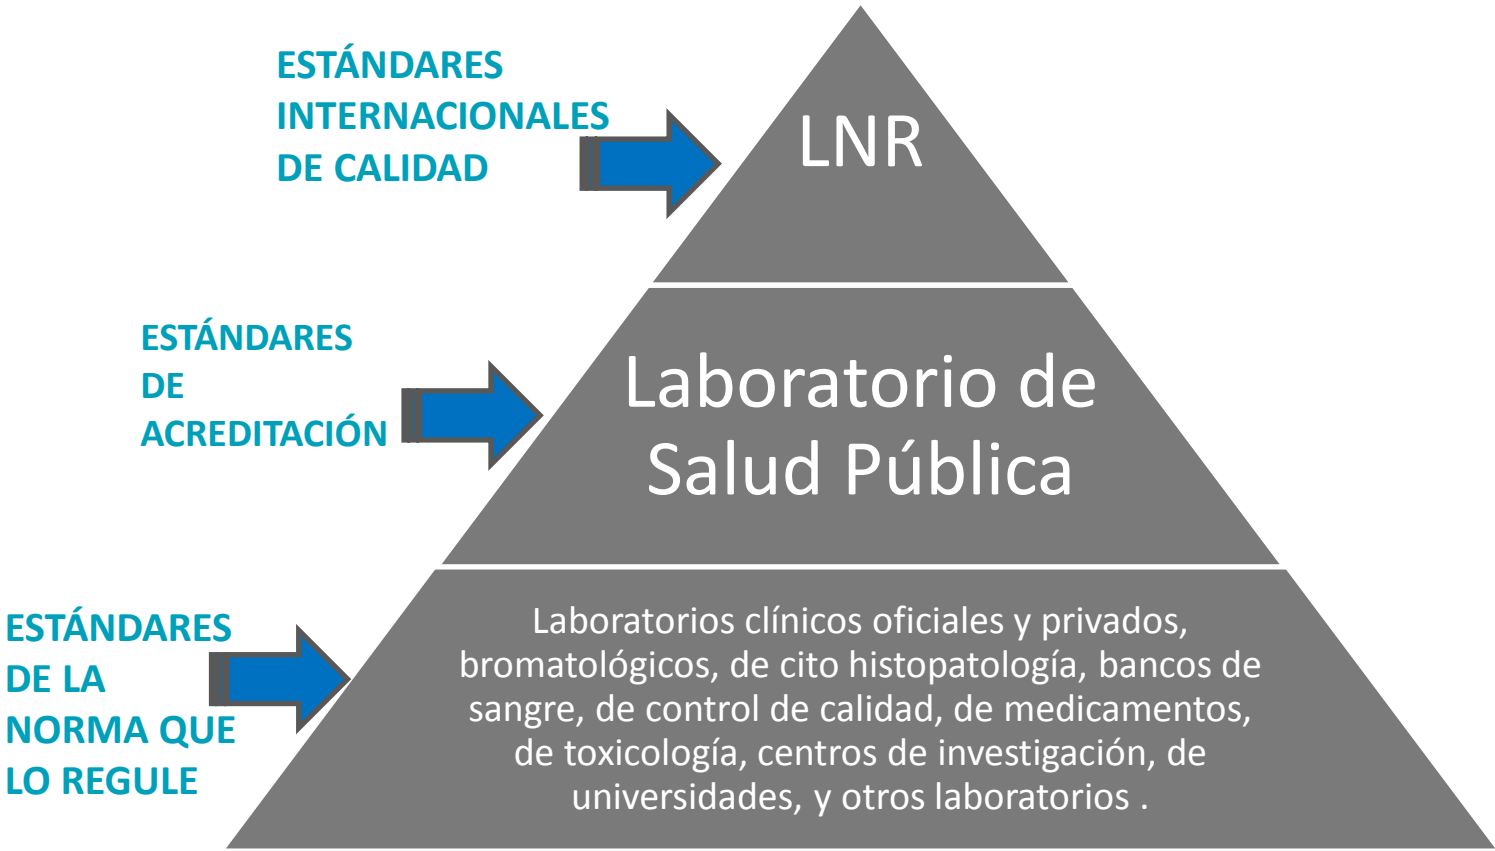 ESTÁNDARES
INTERNACIONALES
DE CALIDAD
LNR
ESTÁNDARES
DE
ACREDITACIÓN
Laboratorio de
Salud Pública
ESTÁNDARES
DE LA
NORMA QUE
LO REGULE
Laboratorios clínicos oficiales y privados,
bromatológicos, de cito histopatología, bancos de
sangre, de control de calidad, de medicamentos,
de toxicología, centros de investigación, de
universidades, y otros laboratorios .